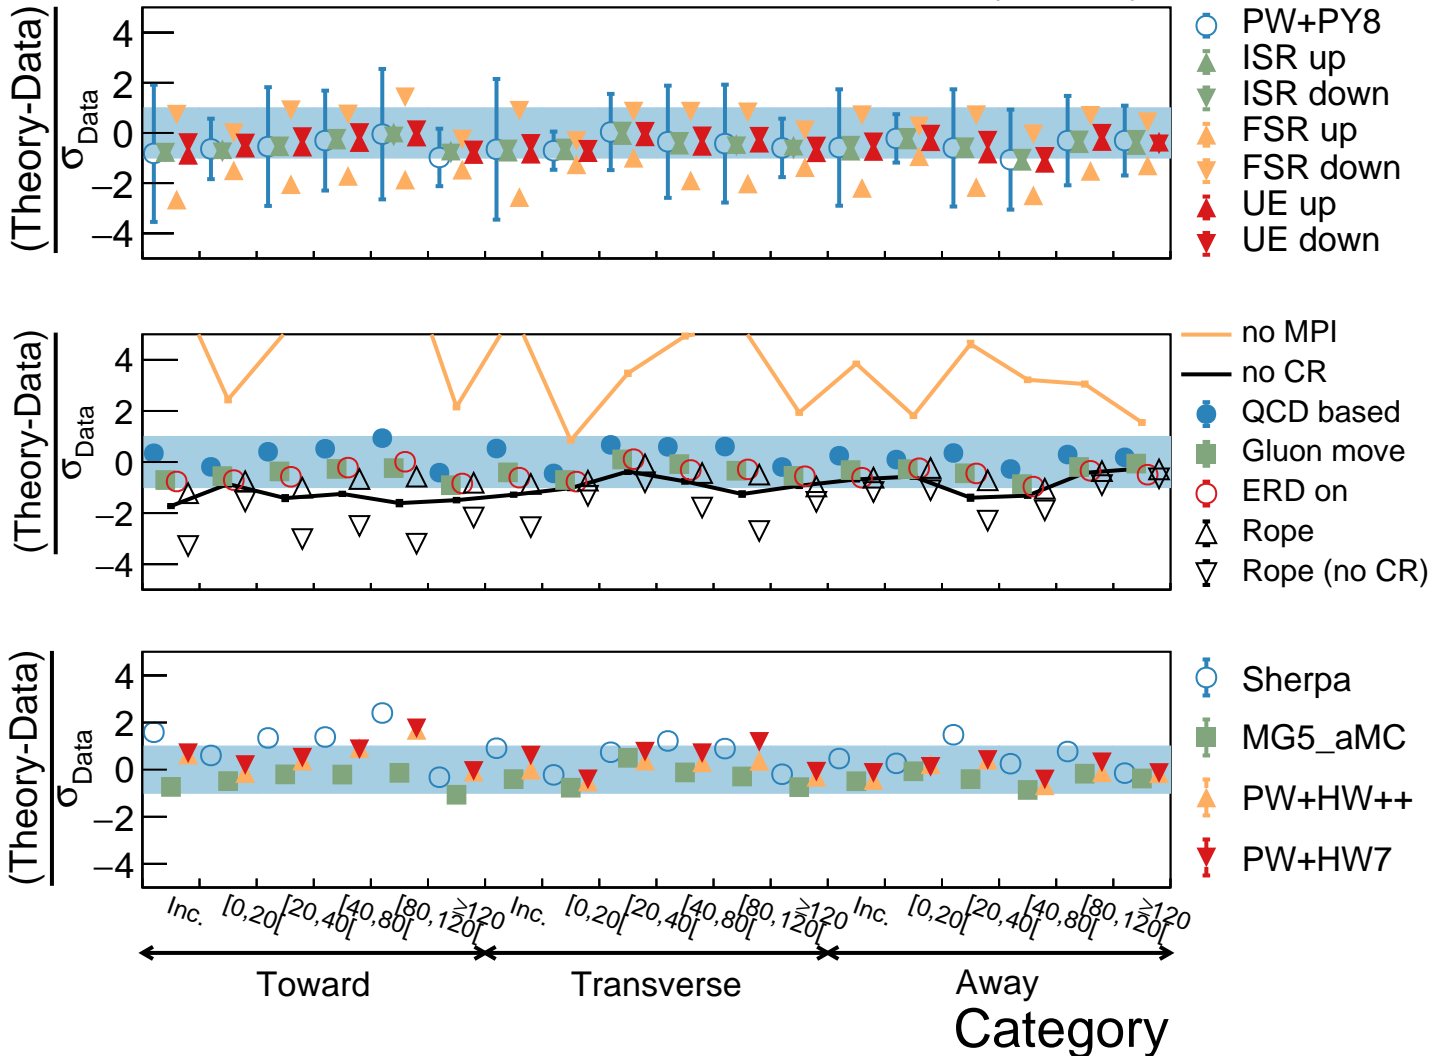 (Theory-Data)
σData
4
2
0
−2
−4
PW+PY8
ISR up
ISR down
FSR up
FSR down
UE up
UE down
(Theory-Data)
σData
4
2
0
−2
−4
no MPI
no CR
QCD based
Gluon move
ERD on
Rope
Rope (no CR)
(Theory-Data)
σData
4
2
0
−2
−4
Sherpa
MG5_aMC
PW+HW++
PW+HW7
Inc. [0,20[ [20,40[ [40,80[ [80,120[ ≥120 Inc. [0,20[ [20,40[ [40,80[ [80,120[ ≥120 Inc. [0,20[ [20,40[ [40,80[ [80,120[ ≥120
Toward Transverse Away
Category